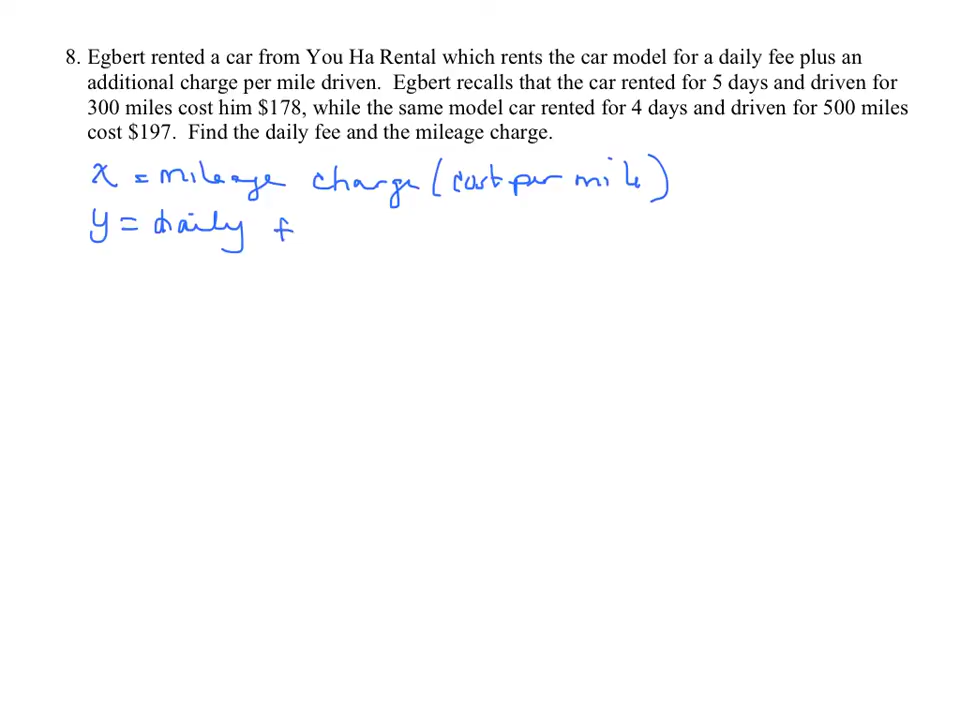 8. Egbert rented a car from You Ha Rental which rents the car model for a daily fee plus an
additional charge per mile driven.  Egbert recalls that the car rented for 5 days and driven for
300 miles cost him $178, while the same model car rented for 4 days and driven for 500 miles
cost $197.  Find the daily fee and the mileage charge.
x = mileage charge (cost per mile)
y = daily f